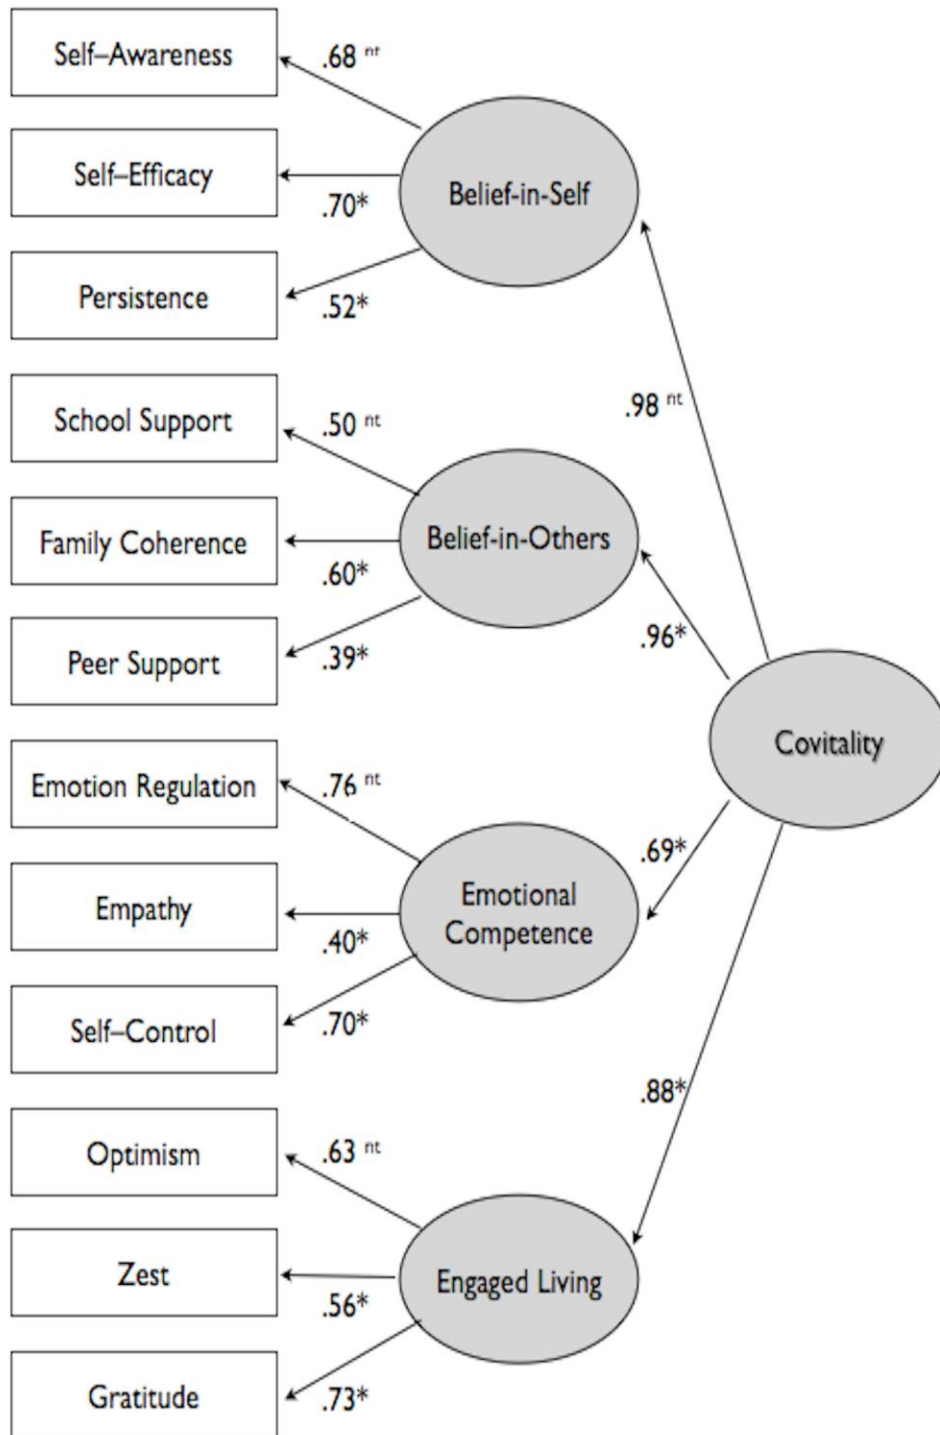 Self–Awareness
.68 nt
Self–Efficacy
.70*
Belief-in-Self
Persistence
.52*
School Support
.50 nt
.98 nt
Family Coherence
.60*
Belief-in-Others
Peer Support
.39*
.96*
Covitality
Emotion Regulation
.76 nt
.69*
Empathy
.40*
Emotional
Competence
Self–Control
.70*
.88*
Optimism
.63 nt
Zest
.56*
Engaged Living
Gratitude
.73*